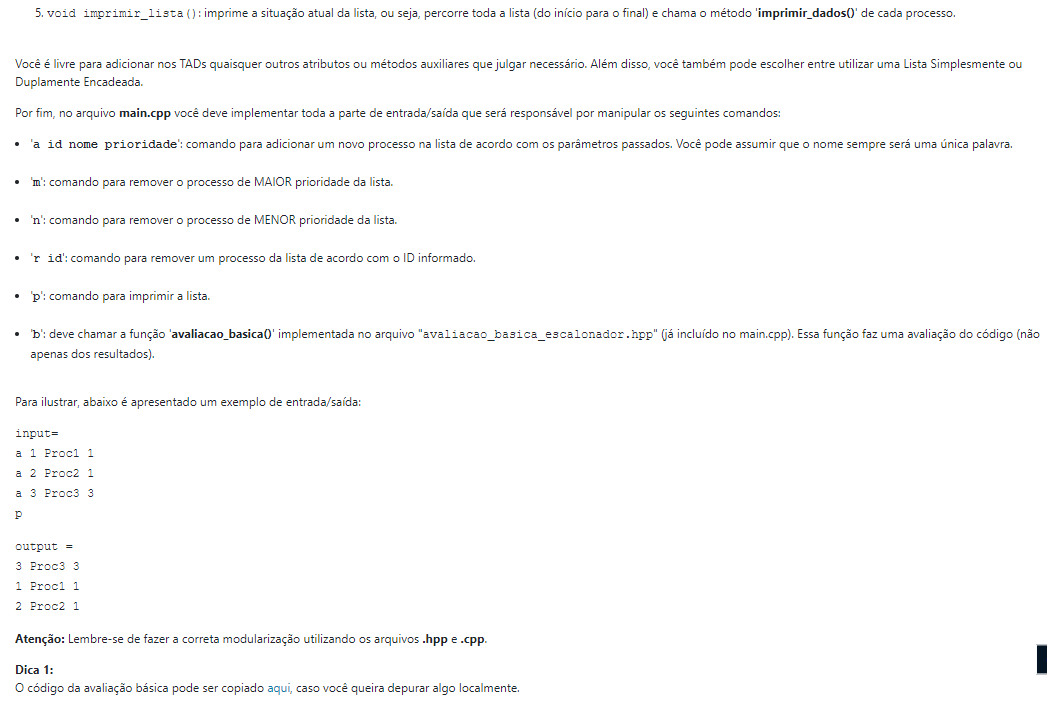 5. void imprimir_lista(): imprime a situação atual da lista, ou seja, percorre toda a lista (do início para o final) e chama o método 'imprimir_dados()' de cada processo.
Você é livre para adicionar nos TADs quaisquer outros atributos ou métodos auxiliares que julgar necessário. Além disso, você também pode escolher entre utilizar uma Lista Simplesmente ou
Duplamente Encadeada.
Por fim, no arquivo main.cpp você deve implementar toda a parte de entrada/saída que será responsável por manipular os seguintes comandos:
• 'a id nome prioridade': comando para adicionar um novo processo na lista de acordo com os parâmetros passados. Você pode assumir que o nome sempre será uma única palavra.
• 'm': comando para remover o processo de MAIOR prioridade da lista.
• 'n': comando para remover o processo de MENOR prioridade da lista.
• 'r id': comando para remover um processo da lista de acordo com o ID informado.
• 'p': comando para imprimir a lista.
• 'b': deve chamar a função 'avaliacao_basica()' implementada no arquivo "avaliacao_basica_escalonador.hpp" (já incluído no main.cpp). Essa função faz uma avaliação do código (não
apenas dos resultados).
Para ilustrar, abaixo é apresentado um exemplo de entrada/saída:
input=
a 1 Proc1 1
a 2 Proc2 1
a 3 Proc3 3
p
output =
3 Proc3 3
1 Proc1 1
2 Proc2 1
Atenção: Lembre-se de fazer a correta modularização utilizando os arquivos .hpp e .cpp.
Dica 1:
O código da avaliação básica pode ser copiado aqui, caso você queira depurar algo localmente.